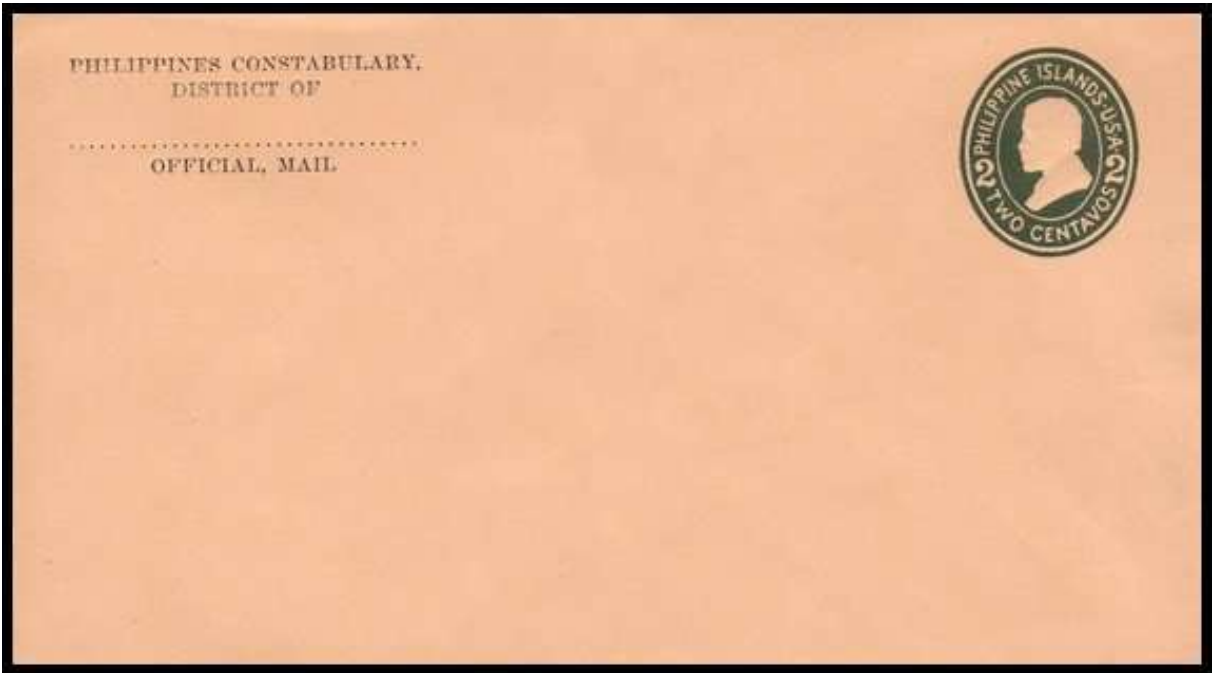 PHILIPPINES CONSTABULARY,
DISTRICT OF
..................................
OFFICIAL, MAIL
PHILIPPINE ISLANDS·USA·
2 2
TWO CENTAVOS